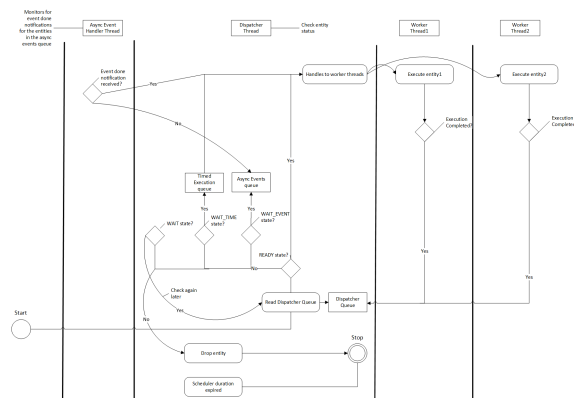 Monitors for
event done
notifications
for the entities
in the async
events queue
Async Event
Handler Thread
Dispatcher
Thread
Check entity
status
Worker
Thread1
Worker
Thread2
Event done
notification
received?
Yes
Handles to worker threads
Execute entity1
Execute entity2
Execution
Completed?
Execution
Completed
No
Yes
Timed
Execution
queue
Async Events
queue
Yes
Yes
WAIT state?
WAIT_TIME
state?
WAIT_EVENT
state?
READY state?
Yes
No
Yes
Check again
later
Yes
Read Dispatcher Queue
Dispatcher
Queue
Start
No
Stop
Drop entity
Scheduler duration
expired